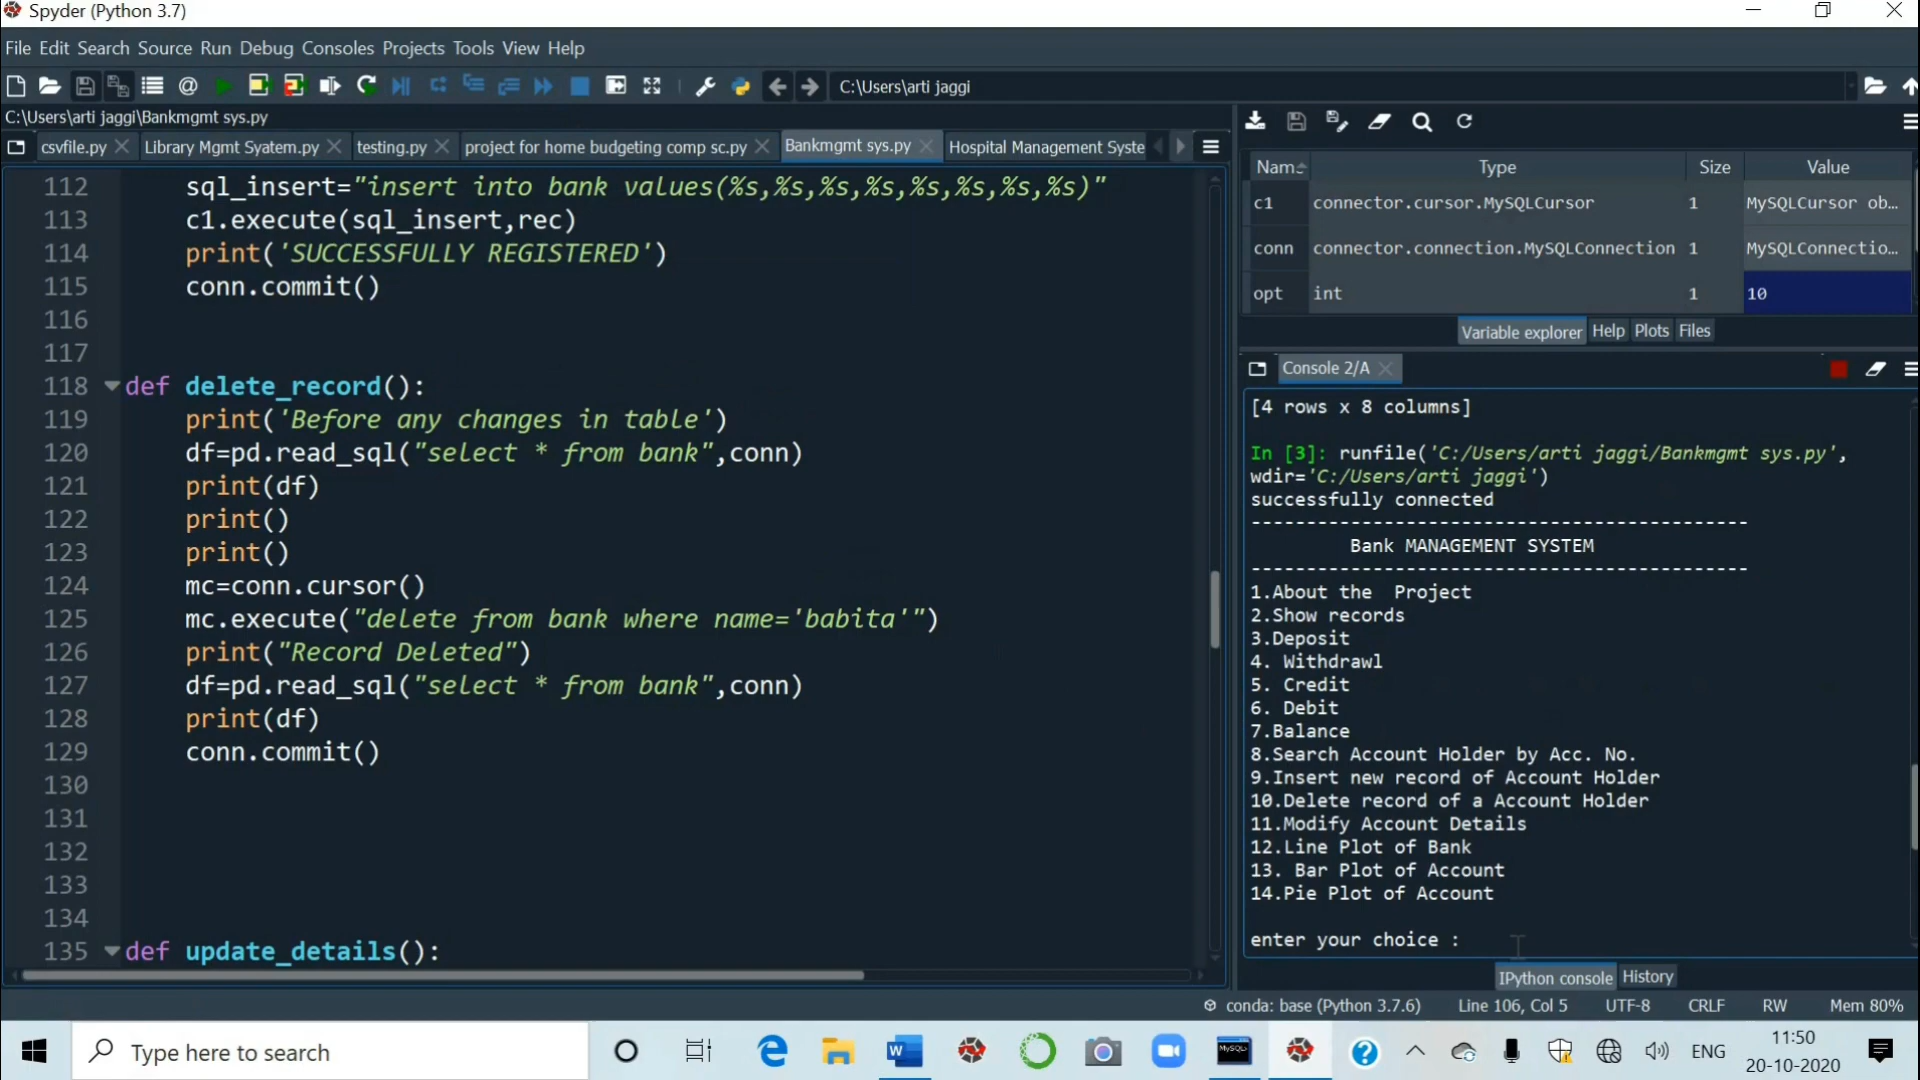 Spyder (Python 3.7)
File Edit Search Source Run Debug Consoles Projects Tools View Help
C:\Users\arti jaggi
C:\Users\arti jaggi\Bankmgmt sys.py
csvfile.py Library Mgmt Syatem.py testing.py project for home budgeting comp sc.py Bankmgmt sys.py Hospital Management Syste
112 sql_insert="insert into bank values(%s,%s,%s,%s,%s,%s,%s,%s)"
113 c1.execute(sql_insert,rec)
114 print('SUCCESSFULLY REGISTERED')
115 conn.commit()
116
117
118 def delete_record():
119 print('Before any changes in table')
120 df=pd.read_sql("select * from bank",conn)
121 print(df)
122 print()
123 print()
124 mc=conn.cursor()
125 mc.execute("delete from bank where name='babita'")
126 print("Record Deleted")
127 df=pd.read_sql("select * from bank",conn)
128 print(df)
129 conn.commit()
130
131
132
133
134
135 def update_details():
Nam Type Size Value
c1 connector.cursor.MySQLCursor 1 MySQLCursor ob…
conn connector.connection.MySQLConnection 1 MySQLConnectio…
opt int 1 10
Variable explorer Help Plots Files
Console 2/A
[4 rows x 8 columns]
In [3]: runfile('C:/Users/arti jaggi/Bankmgmt sys.py',
wdir='C:/Users/arti jaggi')
successfully connected
---------------------------------------------
Bank MANAGEMENT SYSTEM
---------------------------------------------
1.About the  Project
2.Show records
3.Deposit
4. Withdrawl
5. Credit
6. Debit
7.Balance
8.Search Account Holder by Acc. No.
9.Insert new record of Account Holder
10.Delete record of a Account Holder
11.Modify Account Details
12.Line Plot of Bank
13. Bar Plot of Account
14.Pie Plot of Account
enter your choice :
IPython console History
conda: base (Python 3.7.6) Line 106, Col 5 UTF-8 CRLF RW Mem 80%
Type here to search
W
MySQL
ENG
11:50
20-10-2020